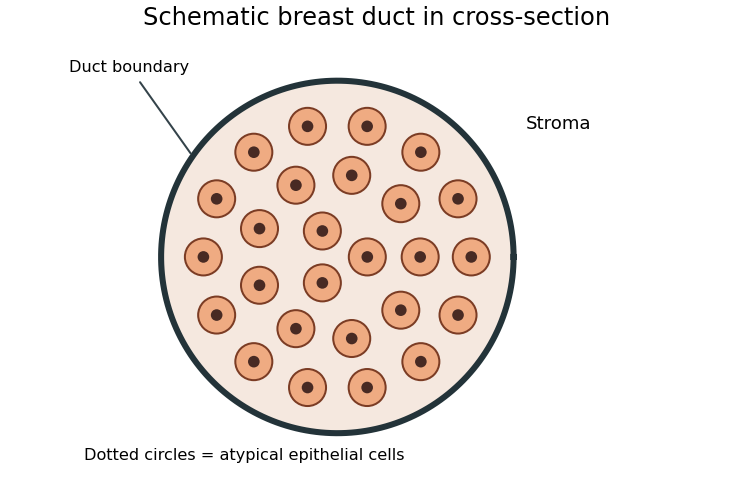 Schematic breast duct in cross-section
Duct boundary
Stroma
Dotted circles = atypical epithelial cells